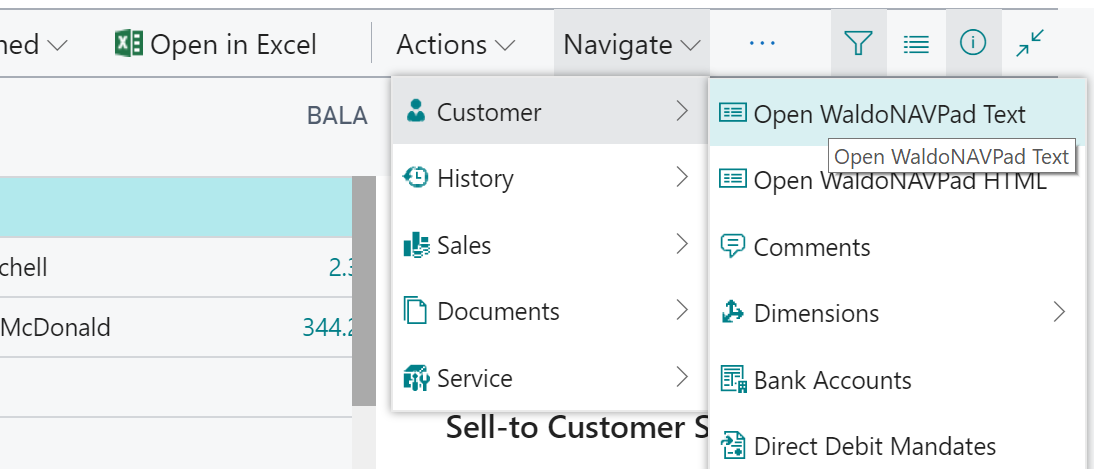 ned
Open in Excel
Actions
Navigate
...
BALA
Customer
Open WaldoNAVPad Text
Open WaldoNAVPad Text
History
Open WaldoNAVPad HTML
Sales
Comments
chell
2.3
Documents
Dimensions
McDonald
344.2
Service
Bank Accounts
Sell-to Customer S
Direct Debit Mandates